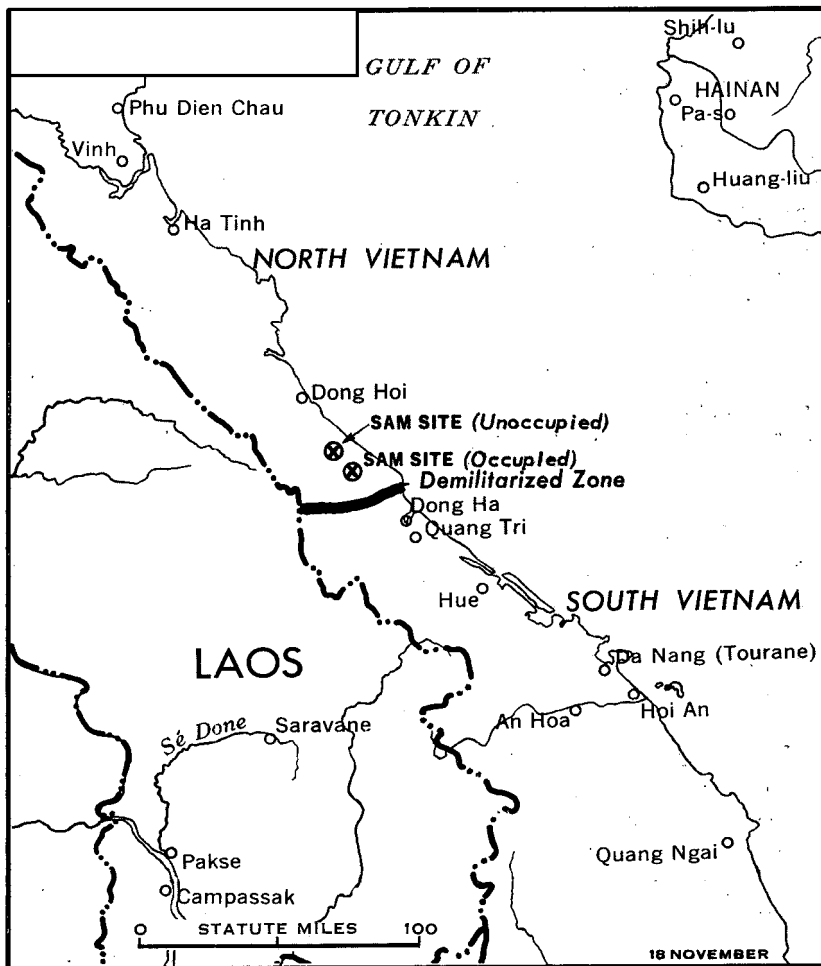 Shih-lu
GULF OF
TONKIN
HAINAN
Pa-so
Phu Dien Chau
Vinh
Huang-liu
Ha Tinh
NORTH VIETNAM
Dong Hoi
SAM SITE (Unoccupied)
SAM SITE (Occupied)
Demilitarized Zone
Dong Ha
Quang Tri
Hue
SOUTH VIETNAM
LAOS
Da Nang (Tourane)
Hoi An
An Hoa
Sé Done
Saravane
Quang Ngai
Pakse
Campassak
0 STATUTE MILES 100
18 NOVEMBER